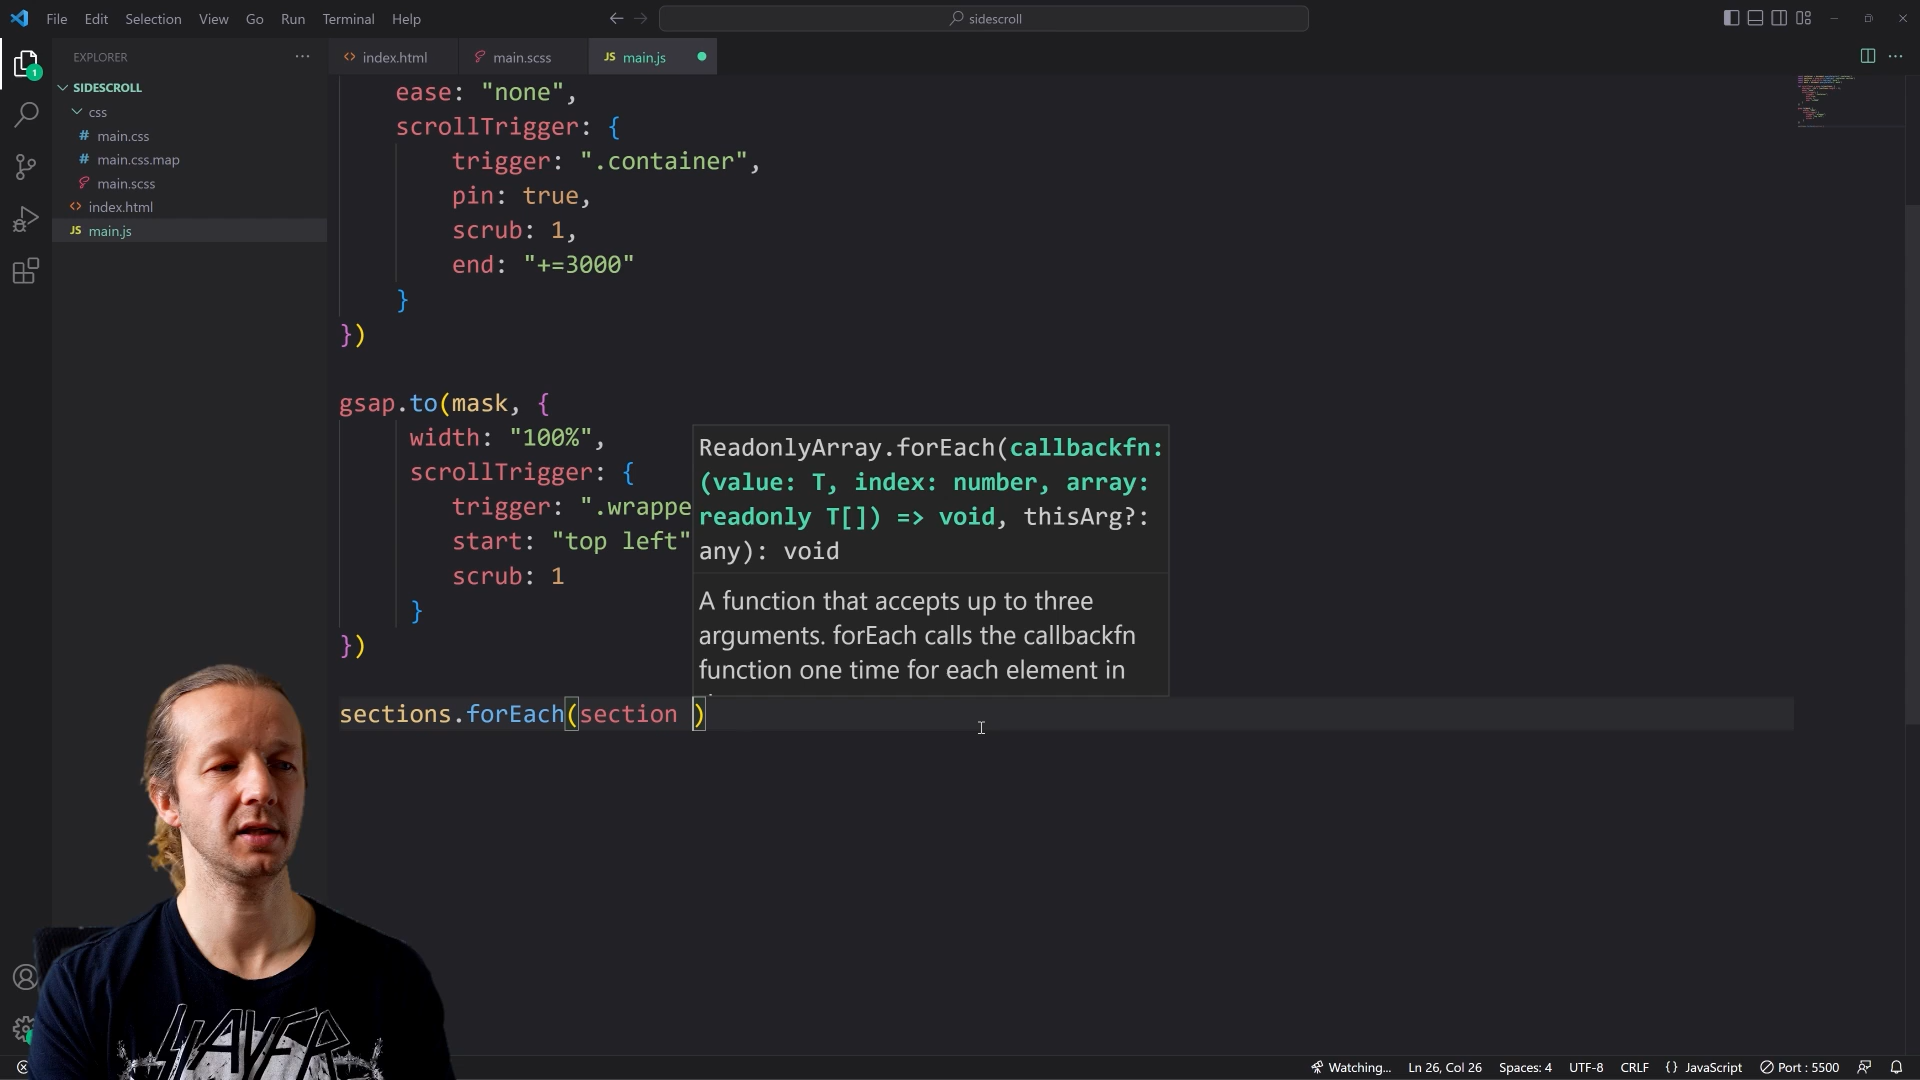 File Edit Selection View Go Run Terminal Help
sidescroll
EXPLORER
SIDESCROLL
css
# main.css
# main.css.map
main.scss
<> index.html
JS main.js
1
<> index.html
main.scss
JS main.js
ease: "none",
scrollTrigger: {
trigger: ".container",
pin: true,
scrub: 1,
end: "+=3000"
}
})
gsap.to(mask, {
width: "100%",
scrollTrigger: {
trigger: ".wrappe
start: "top left"
scrub: 1
}
})
sections.forEach(section )
ReadonlyArray.forEach(callbackfn:
(value: T, index: number, array:
readonly T[]) => void, thisArg?:
any): void
A function that accepts up to three
arguments. forEach calls the callbackfn
function one time for each element in
SLAYER
Watching... Ln 26, Col 26 Spaces: 4 UTF-8 CRLF {} JavaScript Port : 5500